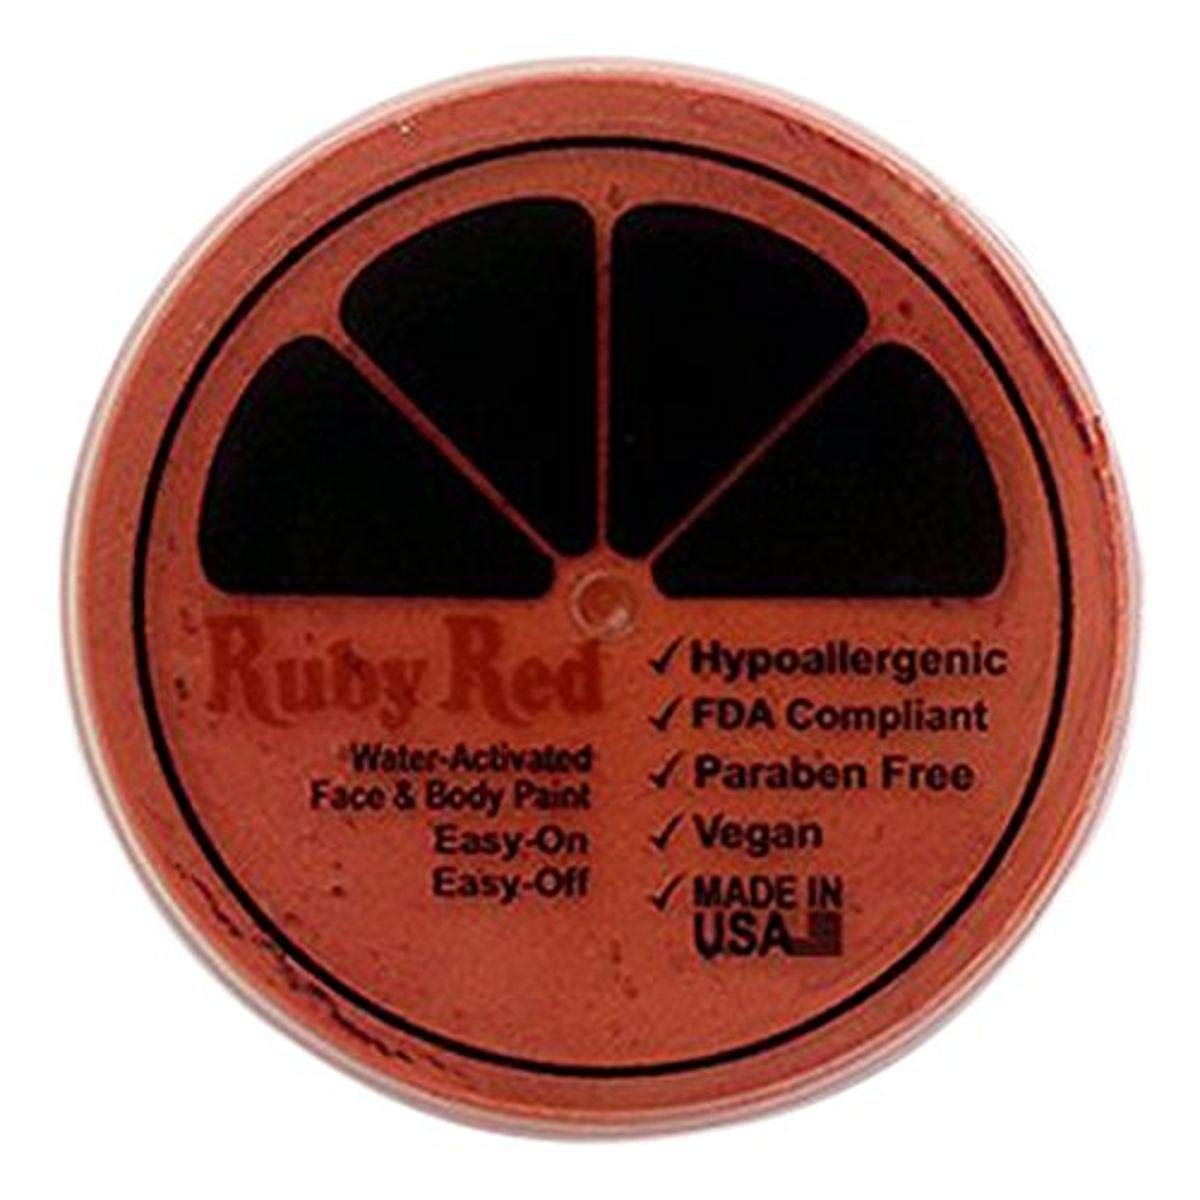 Ruby Red
Water-Activated
Face & Body Paint
Easy-On
Easy-Off
✓ Hypoallergenic
✓ FDA Compliant
✓ Paraben Free
✓ Vegan
✓ MADE IN
USA